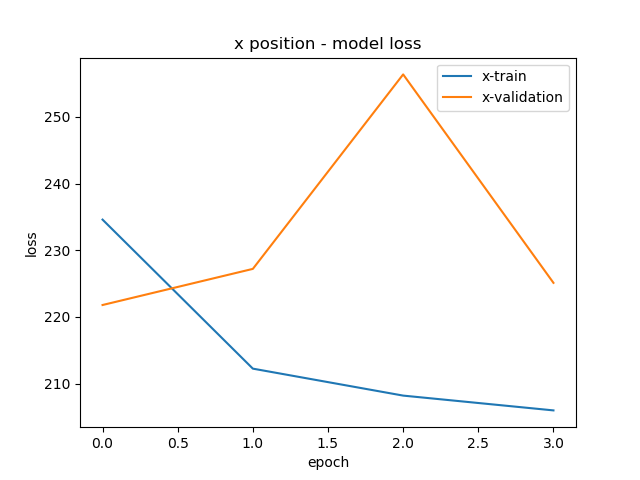 x position - model loss
x-train
x-validation
loss
250
240
230
220
210
0.0 0.5 1.0 1.5 2.0 2.5 3.0
epoch